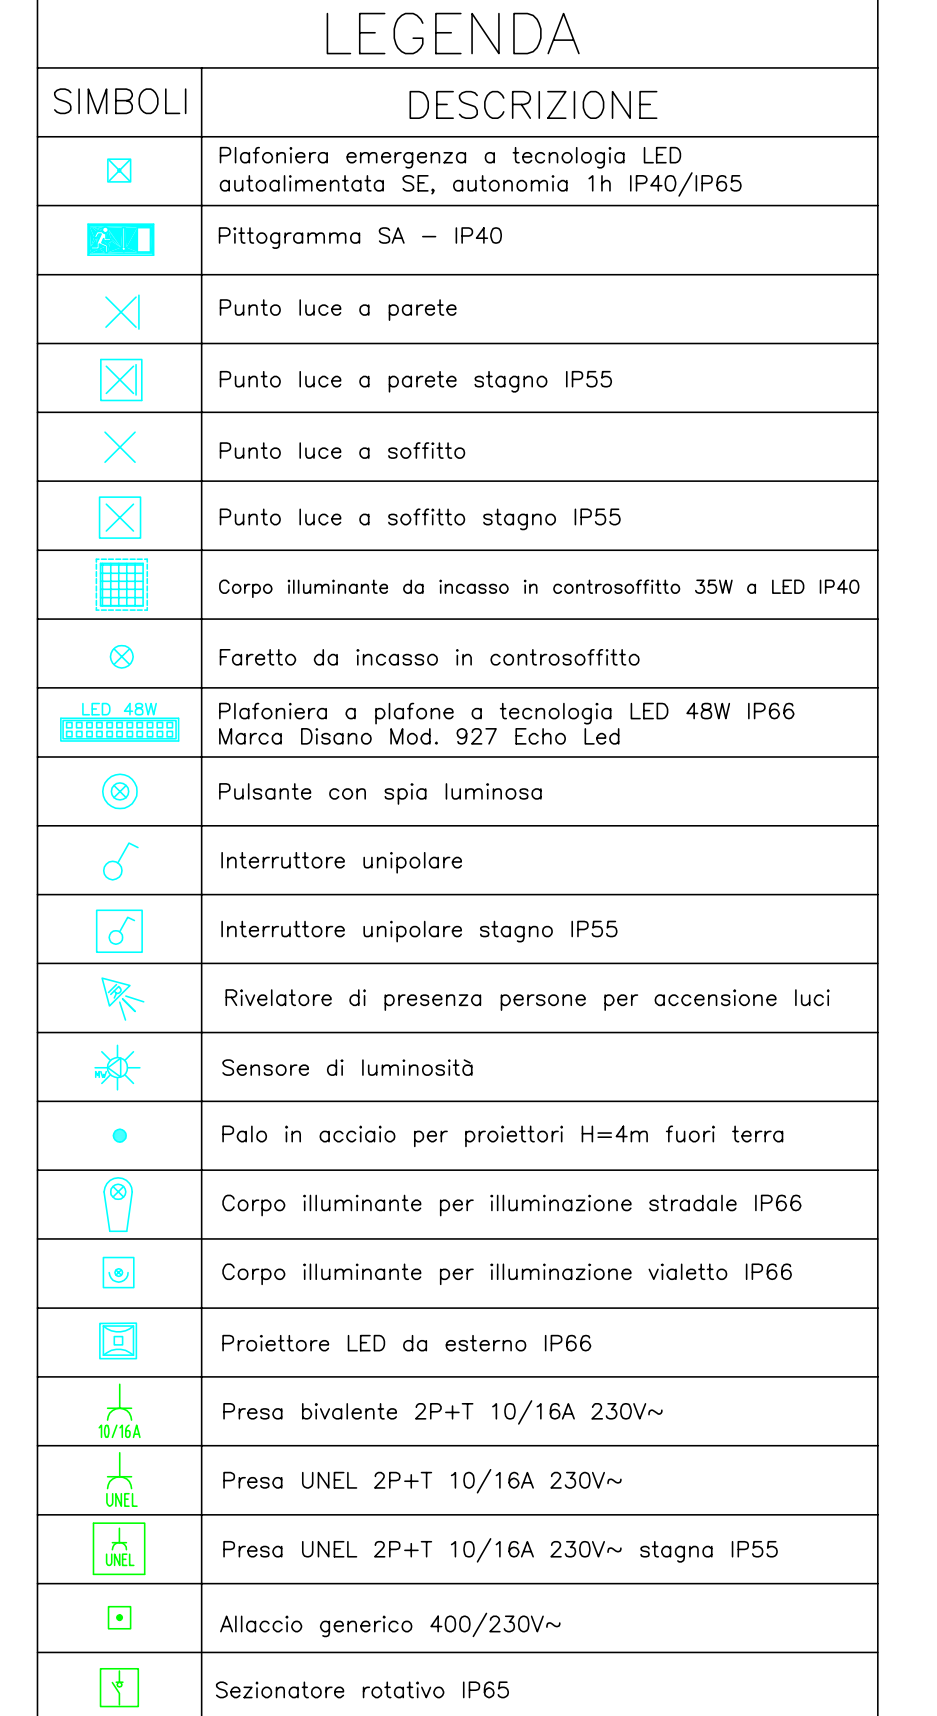 LEGENDA
SIMBOLI
DESCRIZIONE
Plafoniera emergenza a tecnologia LED
autoalimentata SE, autonomia 1h IP40/IP65
Pittogramma SA - IP40
Punto luce a parete
Punto luce a parete stagno IP55
Punto luce a soffitto
Punto luce a soffitto stagno IP55
Corpo illuminante da incasso in controsoffitto 35W a LED IP40
Faretto da incasso in controsoffitto
LED 48W
Plafoniera a plafone a tecnologia LED 48W IP66
Marca Disano Mod. 927 Echo Led
Pulsante con spia luminosa
Interruttore unipolare
Interruttore unipolare stagno IP55
IR
Rivelatore di presenza persone per accensione luci
Sensore di luminosità
Palo in acciaio per proiettori H=4m fuori terra
Corpo illuminante per illuminazione stradale IP66
Corpo illuminante per illuminazione vialetto IP66
Proiettore LED da esterno IP66
10/16A
Presa bivalente 2P+T 10/16A 230V~
UNEL
Presa UNEL 2P+T 10/16A 230V~
UNEL
Presa UNEL 2P+T 10/16A 230V~ stagna IP55
Allaccio generico 400/230V~
Sezionatore rotativo IP65